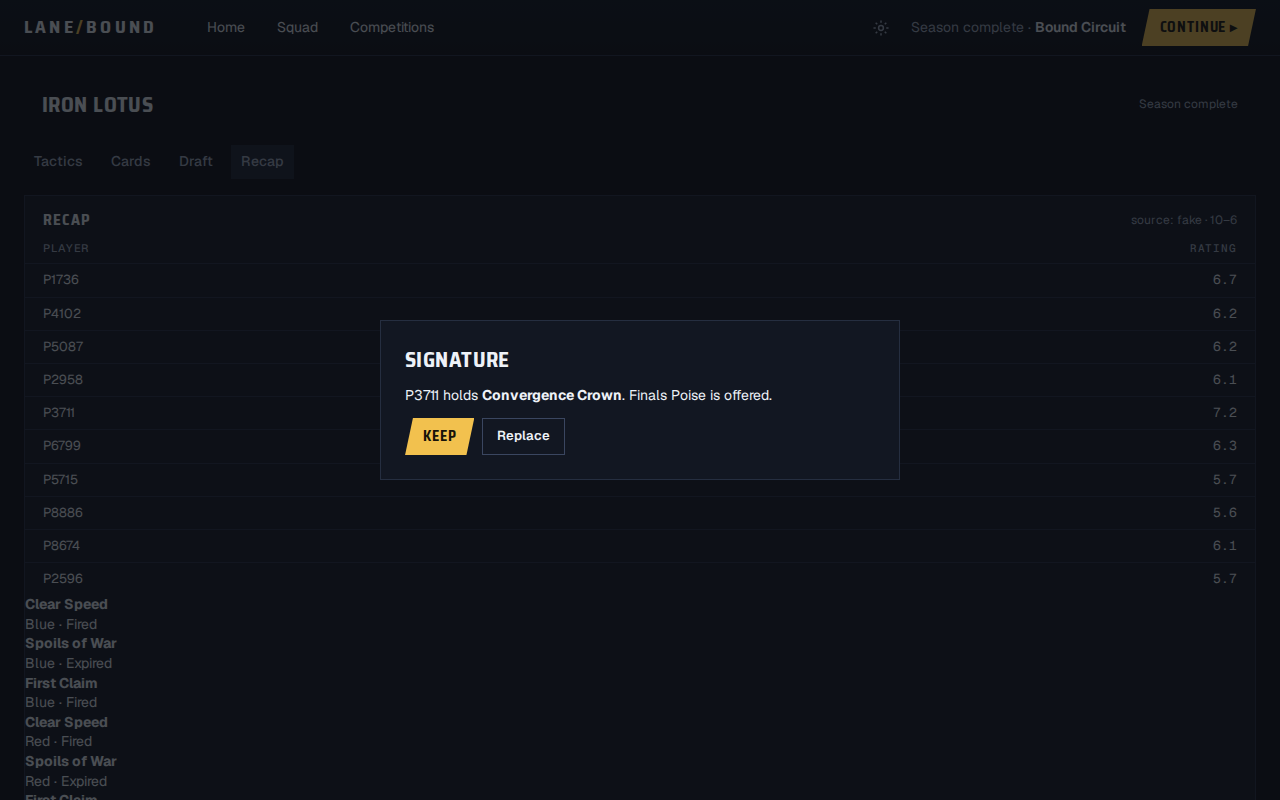 LANE/BOUND
Home
Squad
Competitions
Season complete · Bound Circuit
CONTINUE ▸
IRON LOTUS
Season complete
Tactics
Cards
Draft
Recap
RECAP
source: fake · 10–6
PLAYER
RATING
P1736 6.7
P4102 6.2
P5087 6.2
P2958 6.1
P3711 7.2
P6799 6.3
P5715 5.7
P8886 5.6
P8674 6.1
P2596 5.7
SIGNATURE
P3711 holds Convergence Crown. Finals Poise is offered.
KEEP
Replace
Clear Speed
Blue · Fired
Spoils of War
Blue · Expired
First Claim
Blue · Fired
Clear Speed
Red · Fired
Spoils of War
Red · Expired
First Claim